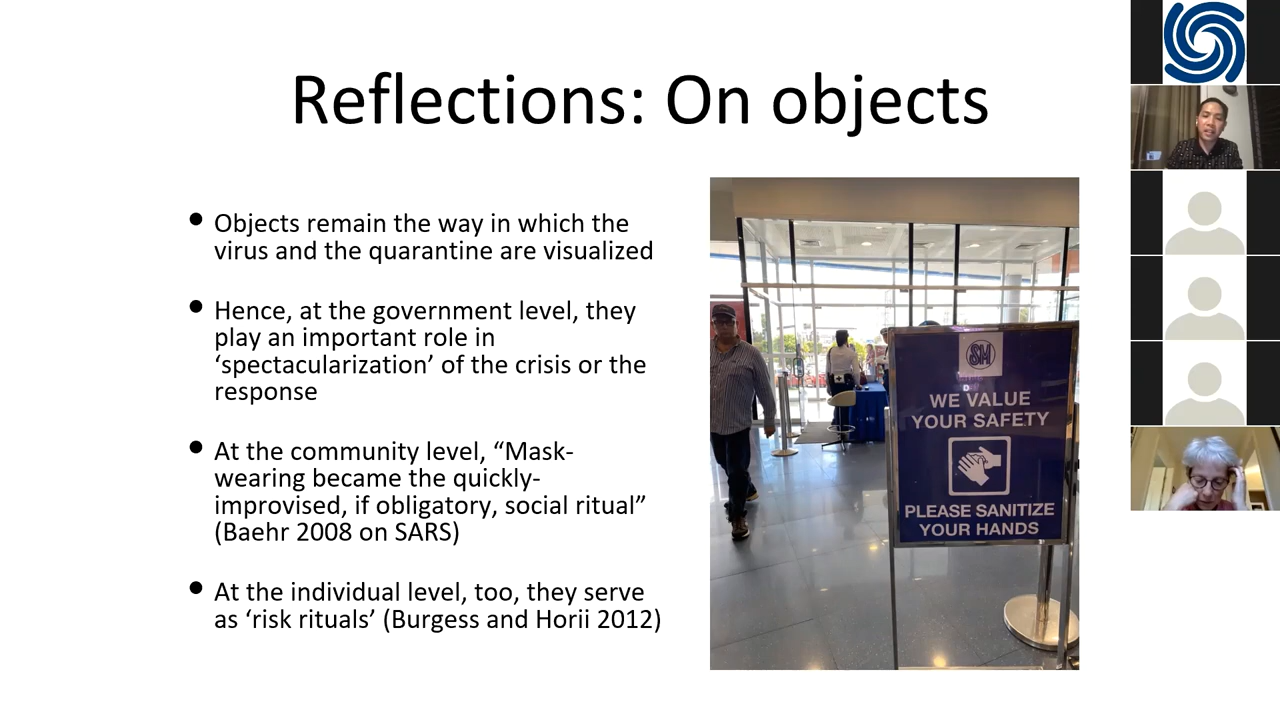 Reflections: On objects
• Objects remain the way in which the
virus and the quarantine are visualized
• Hence, at the government level, they
play an important role in
‘spectacularization’ of the crisis or the
response
• At the community level, “Mask-
wearing became the quickly-
improvised, if obligatory, social ritual”
(Baehr 2008 on SARS)
• At the individual level, too, they serve
as ‘risk rituals’ (Burgess and Horii 2012)
SM
WE VALUE
YOUR SAFETY
PLEASE SANITIZE
YOUR HANDS